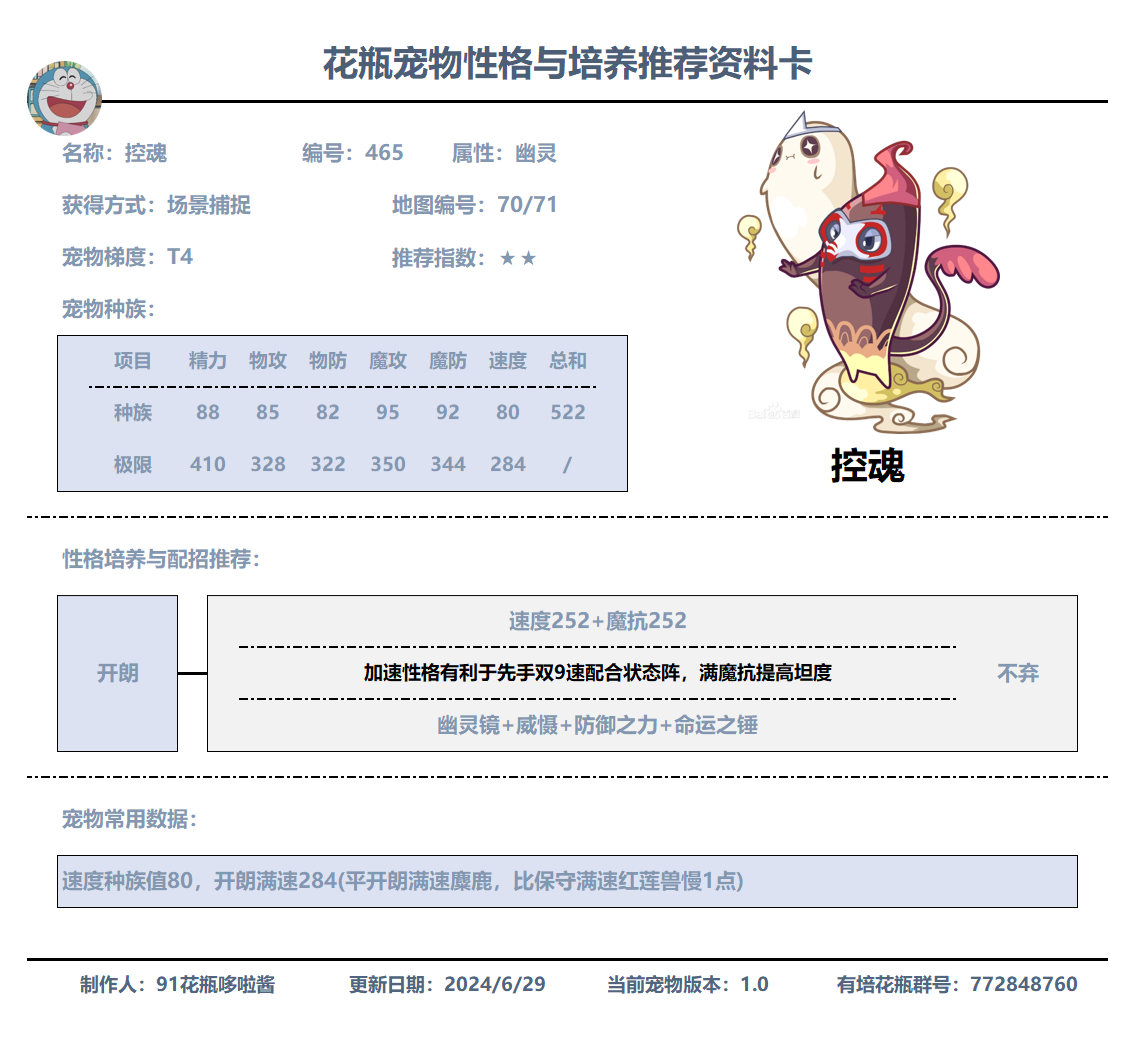 花瓶宠物性格与培养推荐资料卡
名称：控魂 编号：465 属性：幽灵
获得方式：场景捕捉 地图编号：70/71
宠物梯度：T4 推荐指数：★★
宠物种族：
项目 精力 物攻 物防 魔攻 魔防 速度 总和
种族 88 85 82 95 92 80 522
极限 410 328 322 350 344 284 /
控魂
性格培养与配招推荐：
开朗
速度252+魔抗252
加速性格有利于先手双9速配合状态阵，满魔抗提高坦度
幽灵镜+威慑+防御之力+命运之锤
不弃
宠物常用数据：
速度种族值80，开朗满速284(平开朗满速麋鹿，比保守满速红莲兽慢1点)
制作人：91花瓶哆啦酱 更新日期：2024/6/29 当前宠物版本：1.0 有培花瓶群号：772848760